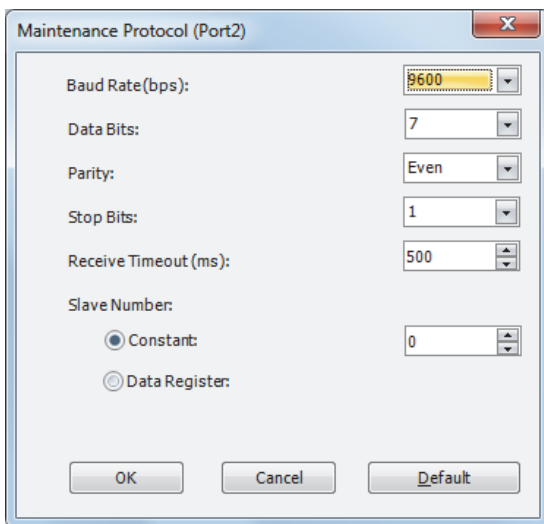 Maintenance Protocol (Port2)
Baud Rate(bps): 9600
Data Bits: 7
Parity: Even
Stop Bits: 1
Receive Timeout (ms): 500
Slave Number:
Constant: 0
Data Register:
OK Cancel Default